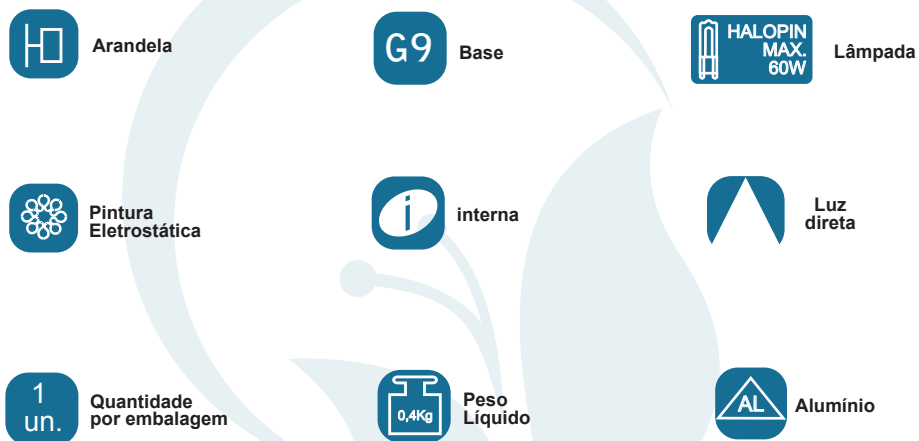 Arandela
G9
Base
HALOPIN
MAX.
60W
Lâmpada
Pintura
Eletrostática
i
interna
Luz
direta
1
un.
Quantidade
por embalagem
0,4Kg
Peso
Líquido
AL
Alumínio